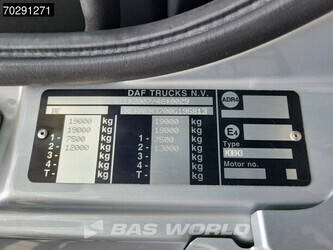 70291271
DAF TRUCKS N.V.
19000 kg 19000 kg
19000 kg 19000 kg
1- 7500 kg 1- 7500 kg
2- 12000 kg 2- 13000 kg
3- kg 3- kg
4- kg 4- kg
T- kg T- kg
ADR4
E4
Type
Motor no.
BAS WORLD